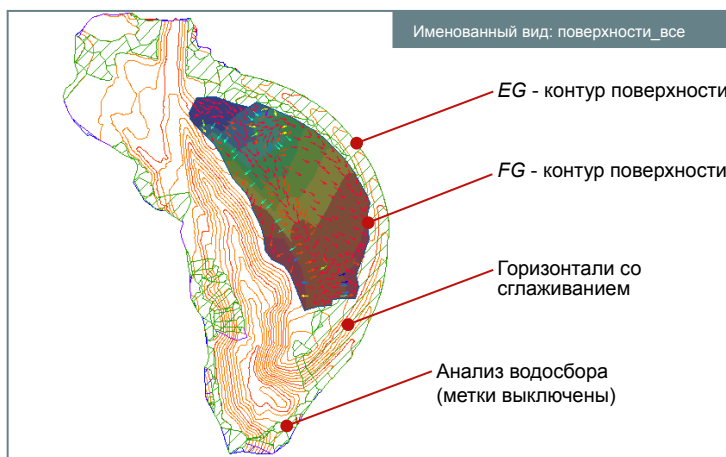 Именованный вид: поверхности_все
EG - контур поверхности
FG - контур поверхности
Горизонтали со
сглаживанием
Анализ водосбора
(метки выключены)